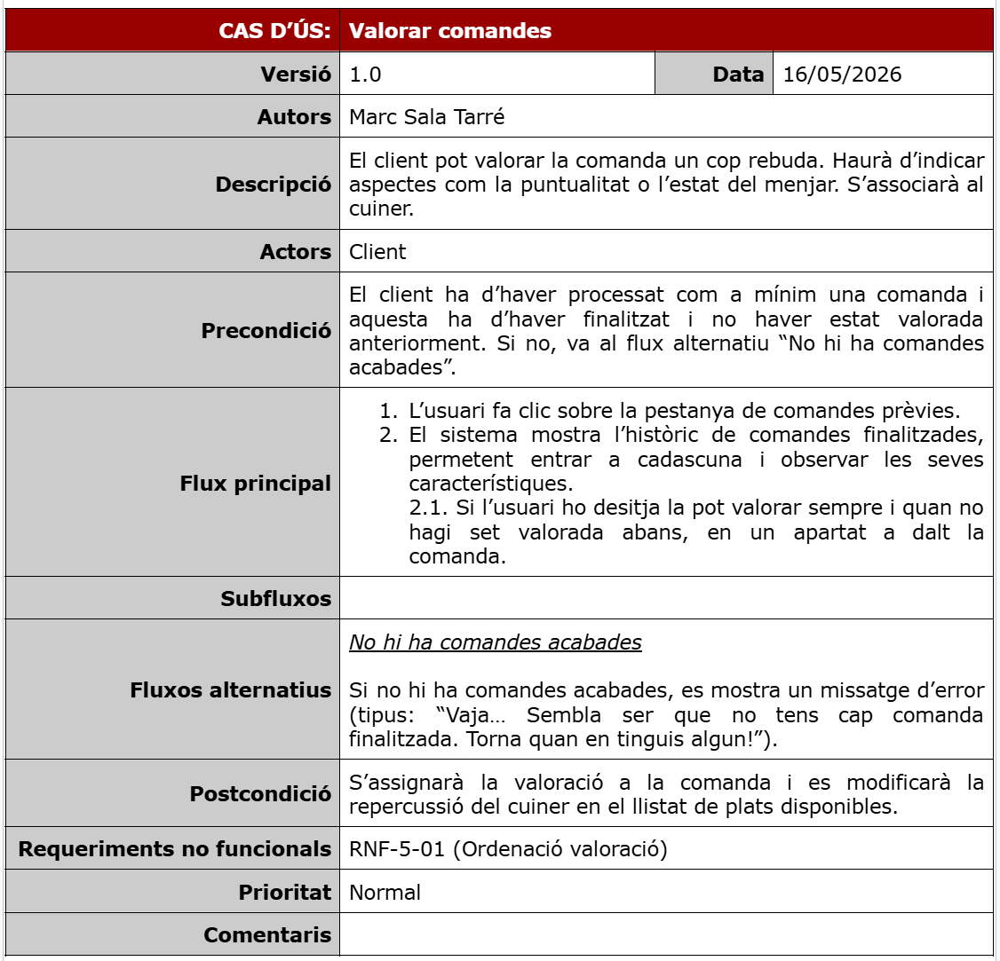 CAS D’ÚS: Valorar comandes
Versió 1.0 Data 16/05/2026
Autors Marc Sala Tarré
Descripció
El client pot valorar la comanda un cop rebuda. Haurà d’indicar
aspectes com la puntualitat o l’estat del menjar. S’associarà al
cuiner.
Actors Client
Precondició
El client ha d’haver processat com a mínim una comanda i
aquesta ha d’haver finalitzat i no haver estat valorada
anteriorment. Si no, va al flux alternatiu “No hi ha comandes
acabades”.
Flux principal
1. L’usuari fa clic sobre la pestanya de comandes prèvies.
2. El sistema mostra l’històric de comandes finalitzades,
permetent entrar a cadascuna i observar les seves
característiques.
2.1. Si l’usuari ho desitja la pot valorar sempre i quan no
hagi set valorada abans, en un apartat a dalt la
comanda.
Subfluxos
Fluxos alternatius
No hi ha comandes acabades
Si no hi ha comandes acabades, es mostra un missatge d’error
(tipus: “Vaja… Sembla ser que no tens cap comanda
finalitzada. Torna quan en tinguis algun!”).
Postcondició
S’assignarà la valoració a la comanda i es modificarà la
repercussió del cuiner en el llistat de plats disponibles.
Requeriments no funcionals RNF-5-01 (Ordenació valoració)
Prioritat Normal
Comentaris